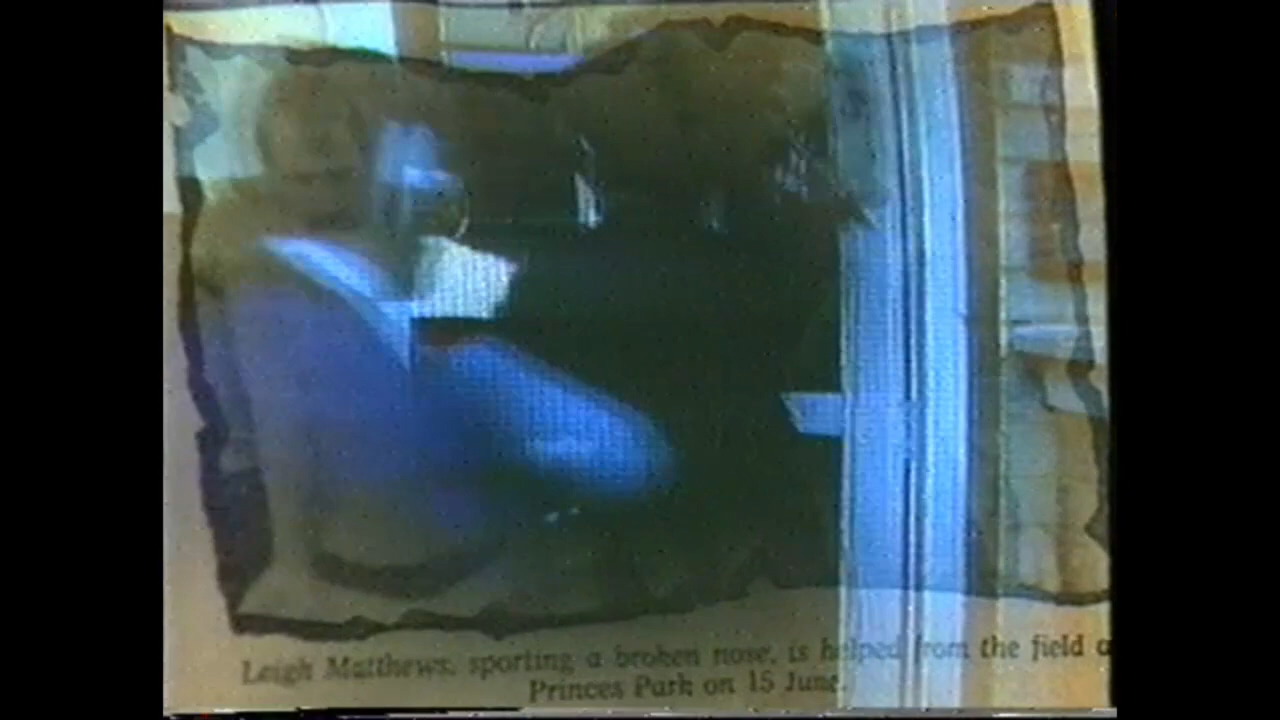 Leigh Matthews, sporting a broken nose, is helped from the field a
Princes Park on 15 June.